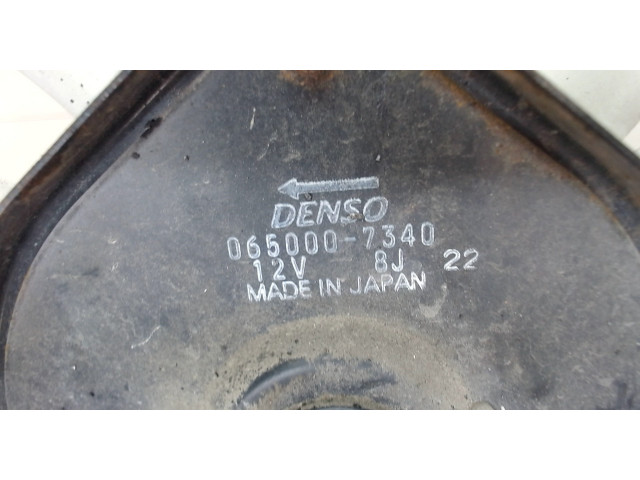 DENSO
065000-7340
12V 8J 22
MADE IN JAPAN